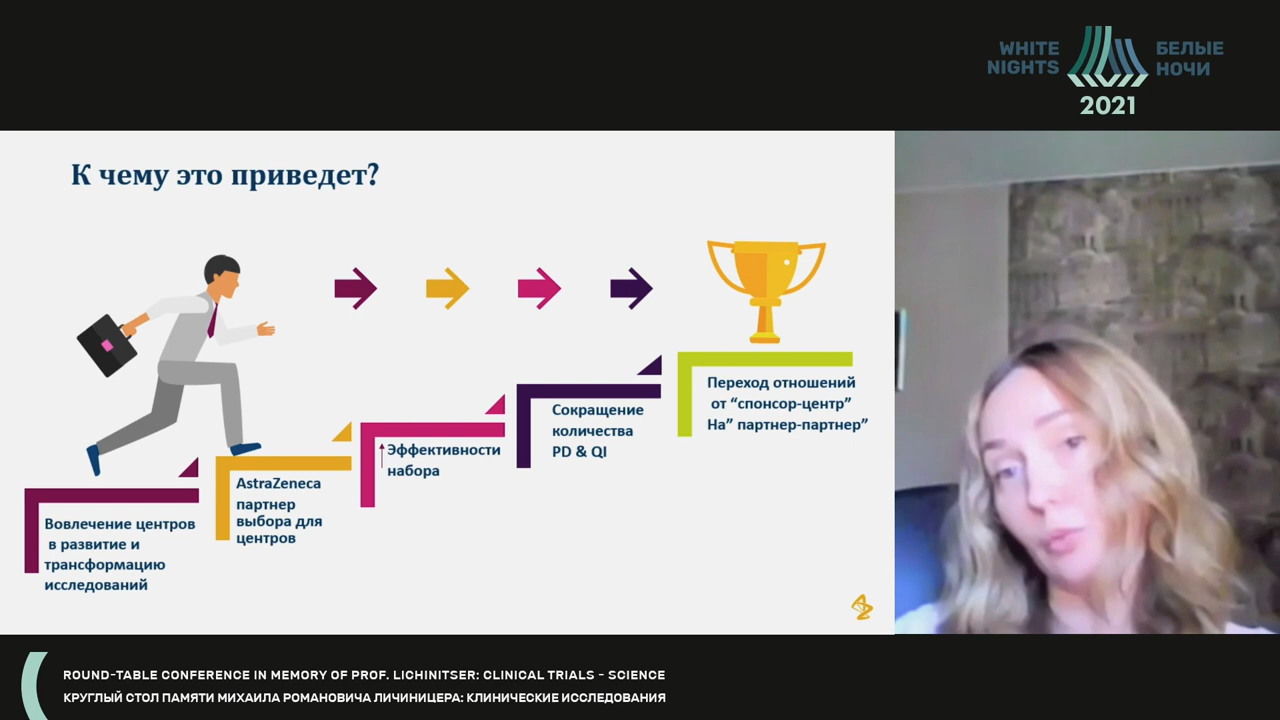 WHITE
NIGHTS
БЕЛЫЕ
НОЧИ
2021
К чему это приведет?
Вовлечение центров
в развитие и
трансформацию
исследований
AstraZeneca
партнер
выбора для
центров
Эффективности
набора
Сокращение
количества
PD & QI
Переход отношений
от “спонсор-центр”
На” партнер-партнер”
ROUND-TABLE CONFERENCE IN MEMORY OF PROF. LICHINITSER: CLINICAL TRIALS - SCIENCE
КРУГЛЫЙ СТОЛ ПАМЯТИ МИХАИЛА РОМАНОВИЧА ЛИЧИНИЦЕРА: КЛИНИЧЕСКИЕ ИССЛЕДОВАНИЯ